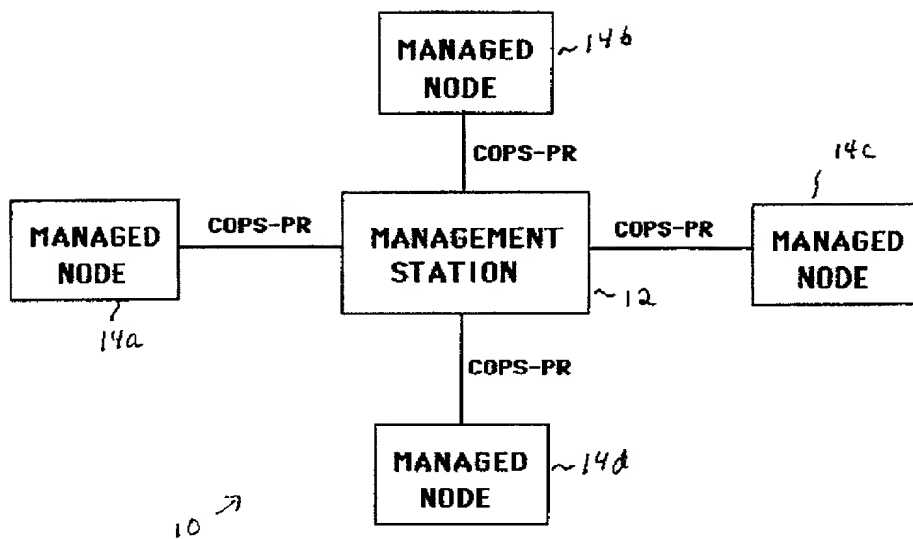 MANAGED
NODE
14b
COPS-PR
14c
MANAGED
NODE
14a
COPS-PR
MANAGEMENT
STATION
12
COPS-PR
MANAGED
NODE
COPS-PR
MANAGED
NODE
14d
10